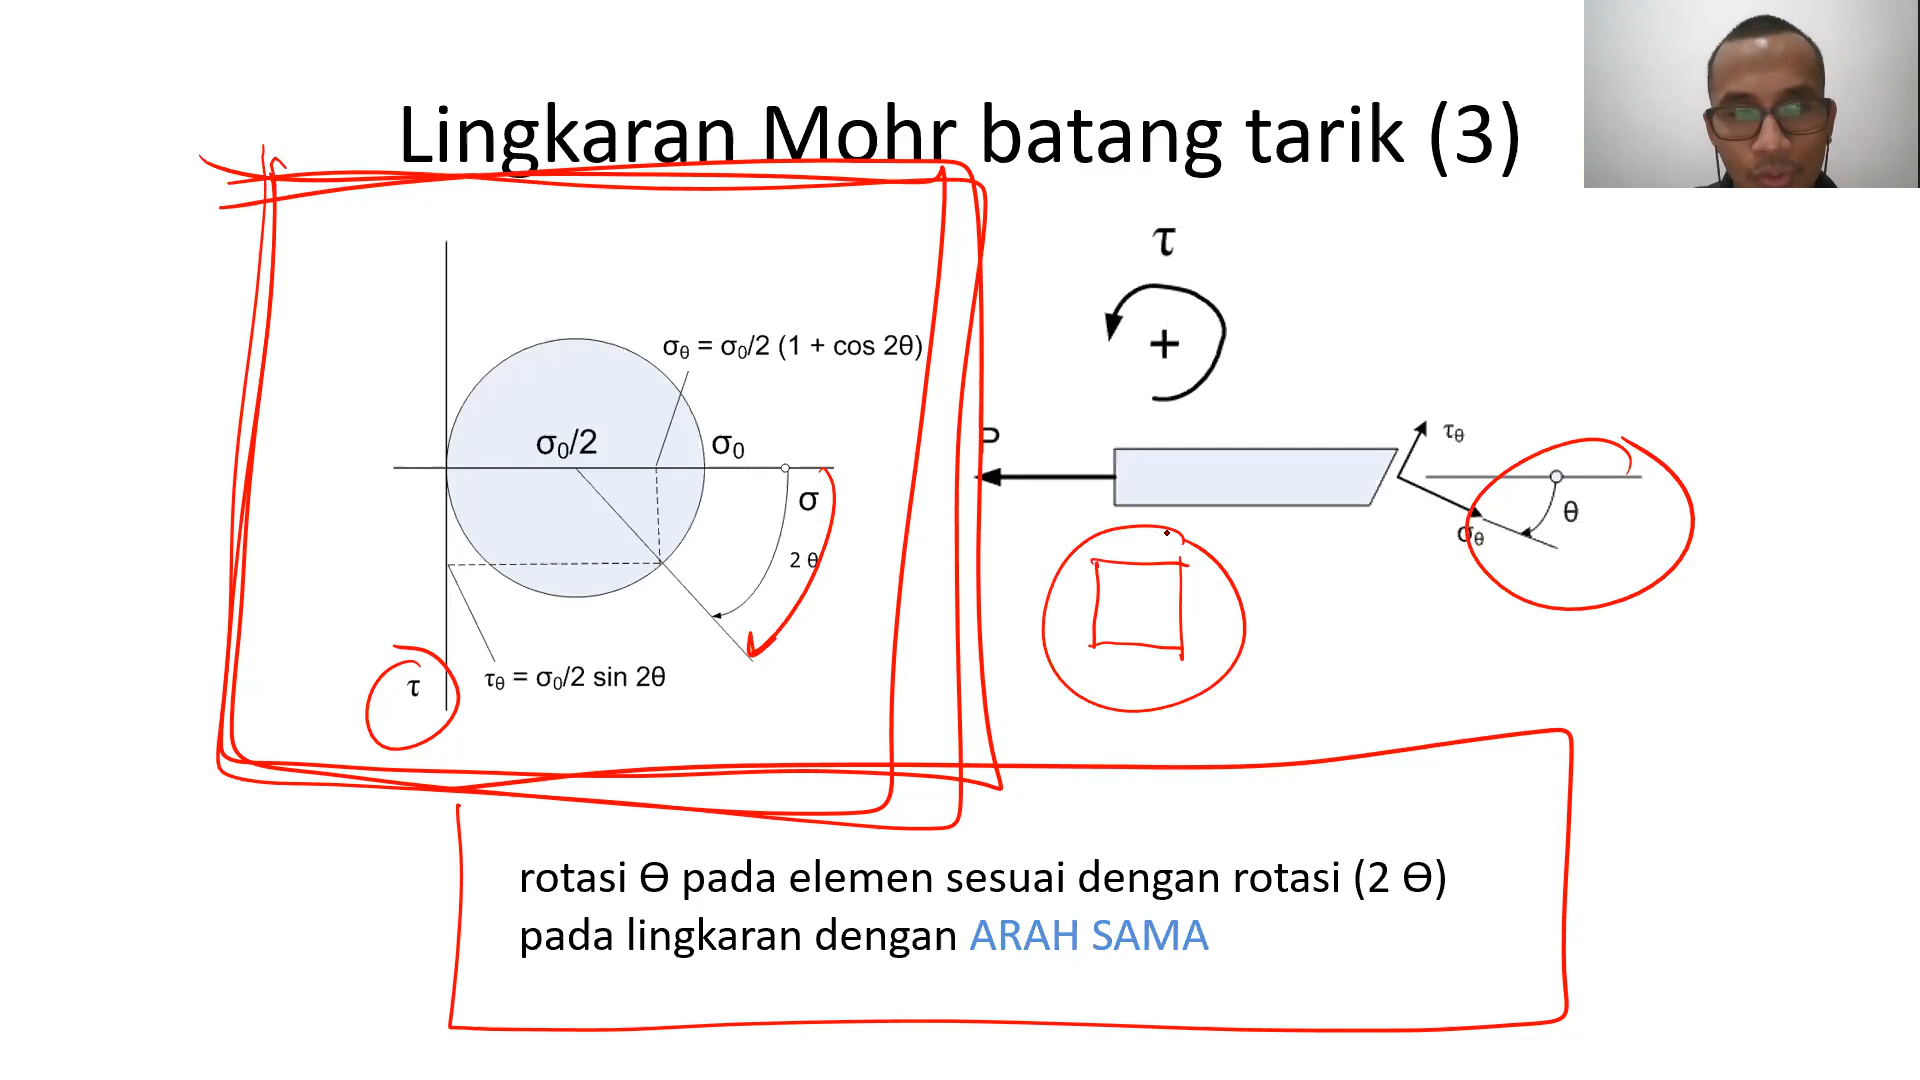 Lingkaran Mohr batang tarik (3)
τ
+
σθ = σ0/2 (1 + cos 2θ)
σ0/2
σ0
P
τθ
σ
θ
σθ
2 θ
τ
τθ = σ0/2 sin 2θ
rotasi Ɵ pada elemen sesuai dengan rotasi (2 Ɵ)
pada lingkaran dengan ARAH SAMA